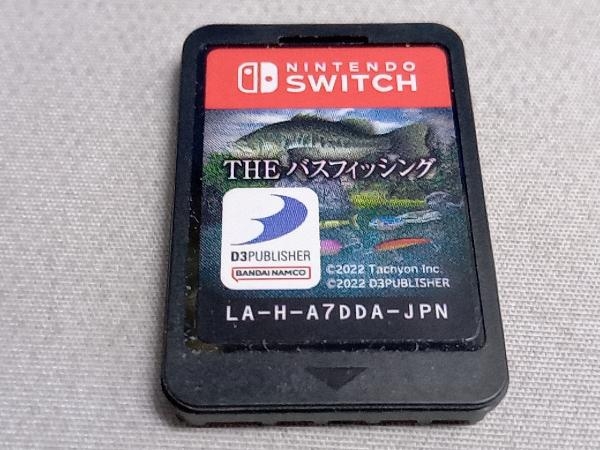 NINTENDO
SWITCH
THE バスフィッシング
D3PUBLISHER
BANDAI NAMCO
©2022 Tachyon Inc.
©2022 D3PUBLISHER
LA-H-A7DDA-JPN